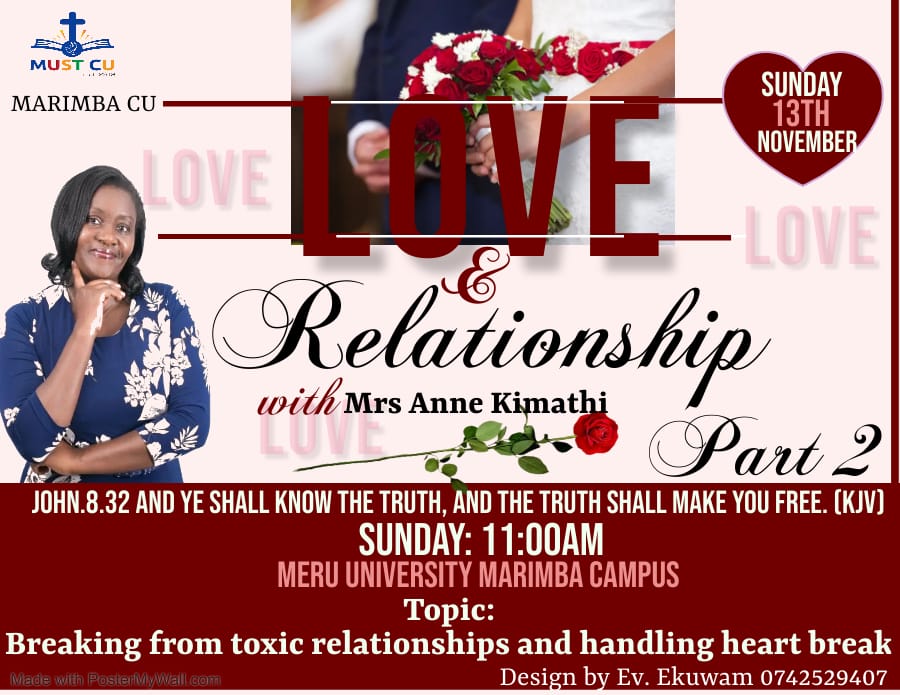 MUST CU
MARIMBA CU
SUNDAY
13TH
NOVEMBER
LOVE
LOVE
LOVE
&
Relationship
with Mrs Anne Kimathi
LOVE
Part 2
JOHN.8.32 AND YE SHALL KNOW THE TRUTH, AND THE TRUTH SHALL MAKE YOU FREE. (KJV)
SUNDAY: 11:00AM
MERU UNIVERSITY MARIMBA CAMPUS
Topic:
Breaking from toxic relationships and handling heart break
Made with PosterMyWall.com
Design by Ev. Ekuwam 0742529407